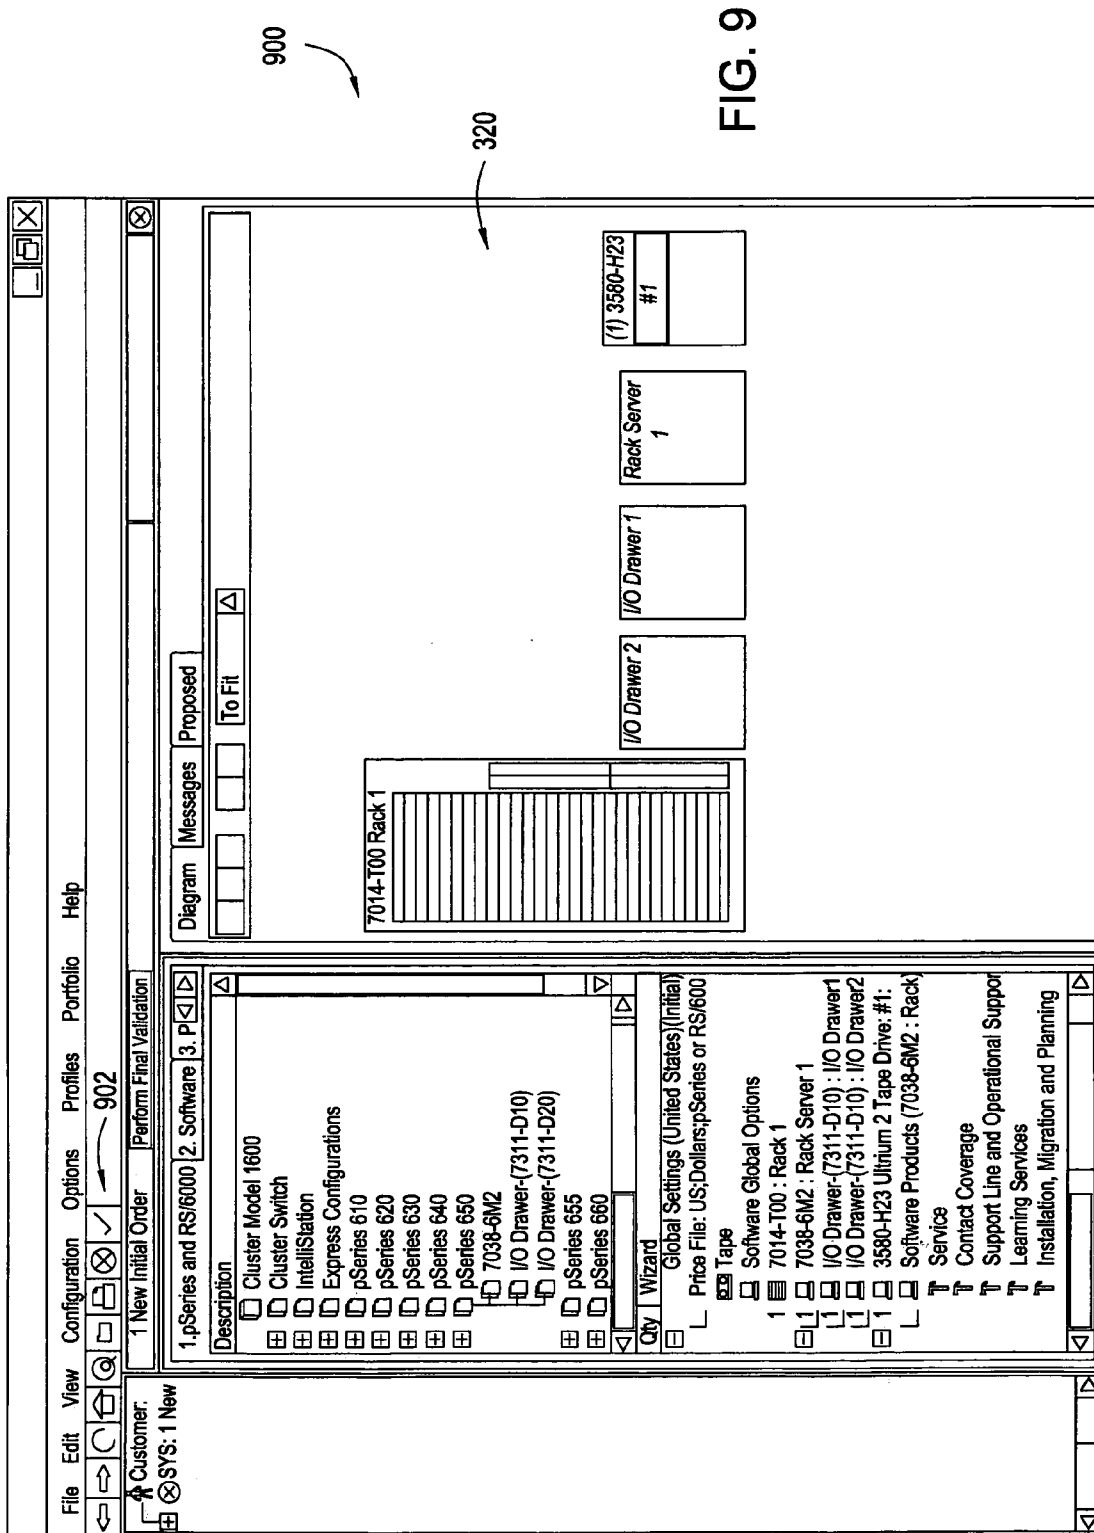 File Edit View Configuration Options Profiles Portfolio Help
902
Customer:
SYS: 1 New
1 New Initial Order
Perform Final Validation
1.pSeries and RS/6000 2. Software 3. P
Description
Cluster Model 1600
Cluster Switch
IntelliStation
Express Configurations
pSeries 610
pSeries 620
pSeries 630
pSeries 640
pSeries 650
7038-6M2
I/O Drawer-(7311-D10)
I/O Drawer-(7311-D20)
pSeries 655
pSeries 660
Qty Wizard
Global Settings (United States)(Initial)
Price File: US;Dollars;pSeries or RS/600
Tape
Software Global Options
1 7014-T00 : Rack 1
1 7038-6M2 : Rack Server 1
1 I/O Drawer-(7311-D10) : I/O Drawer1
1 I/O Drawer-(7311-D10) : I/O Drawer2
1 3580-H23 Ultrium 2 Tape Drive: #1:
Software Products (7038-6M2 : Rack)
Service
Contact Coverage
Support Line and Operational Suppor
Learning Services
Installation, Migration and Planning
Diagram Messages Proposed
To Fit
7014-T00 Rack 1
I/O Drawer 2
I/O Drawer 1
Rack Server
1
(1) 3580-H23
#1
320
900
FIG. 9